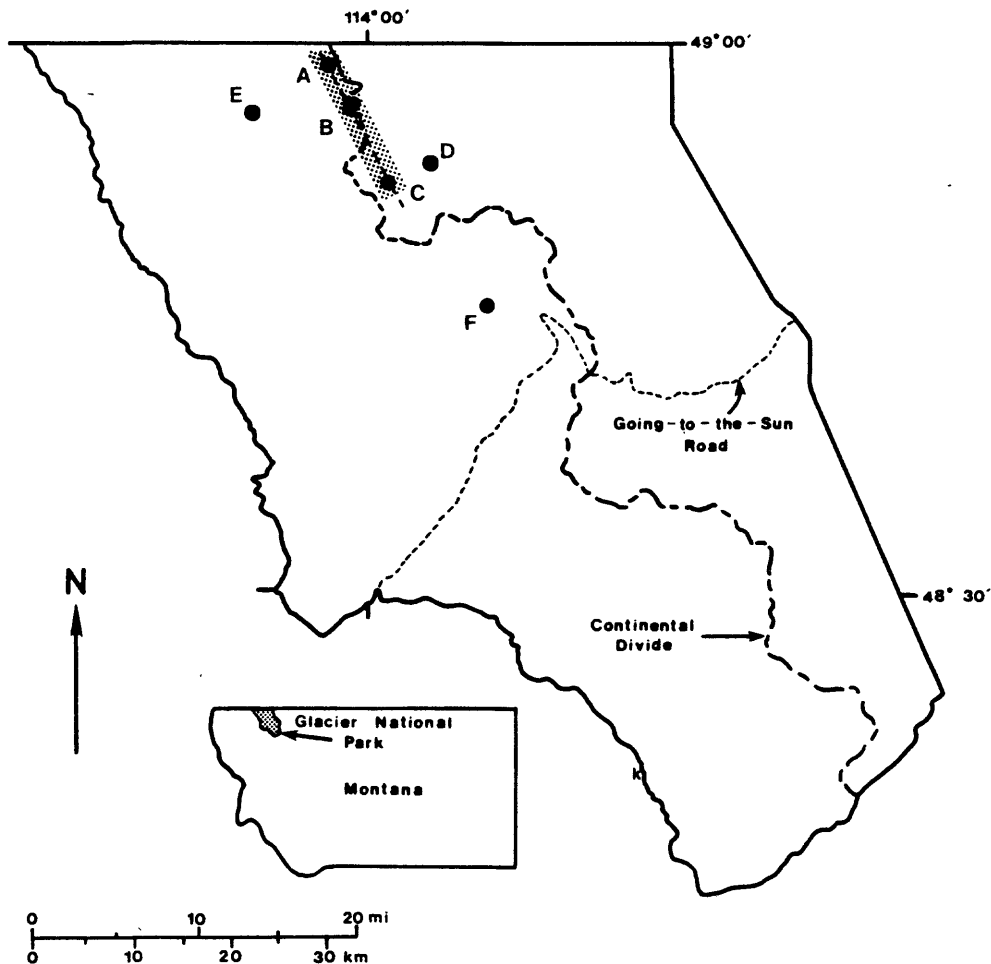 114°00′
49°00′
A
E
B
D
C
F
Going-to-the-Sun
Road
N
48° 30′
Continental
Divide
Glacier National
Park
Montana
k
0 10 20 mi
0 10 20 30 km